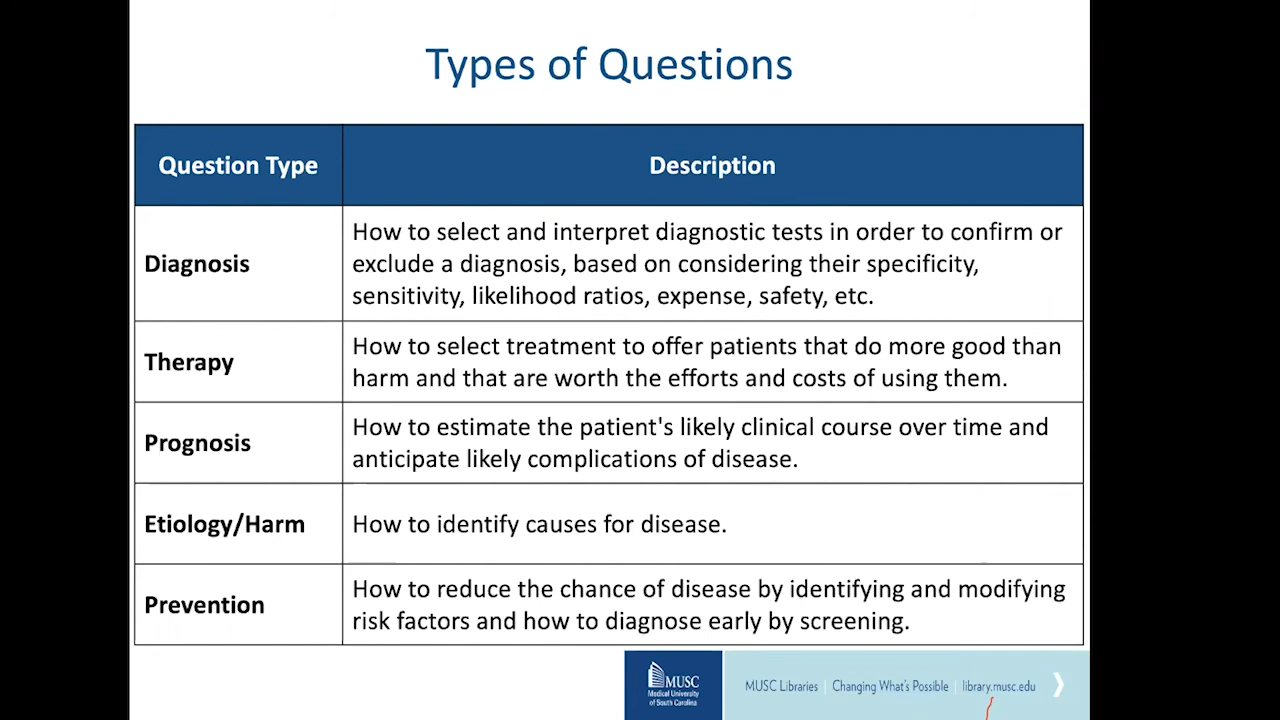 Types of Questions
Question Type
Description
Diagnosis
How to select and interpret diagnostic tests in order to confirm or
exclude a diagnosis, based on considering their specificity,
sensitivity, likelihood ratios, expense, safety, etc.
Therapy
How to select treatment to offer patients that do more good than
harm and that are worth the efforts and costs of using them.
Prognosis
How to estimate the patient's likely clinical course over time and
anticipate likely complications of disease.
Etiology/Harm
How to identify causes for disease.
Prevention
How to reduce the chance of disease by identifying and modifying
risk factors and how to diagnose early by screening.
MUSC
Medical University
of South Carolina
MUSC Libraries | Changing What's Possible | library.musc.edu